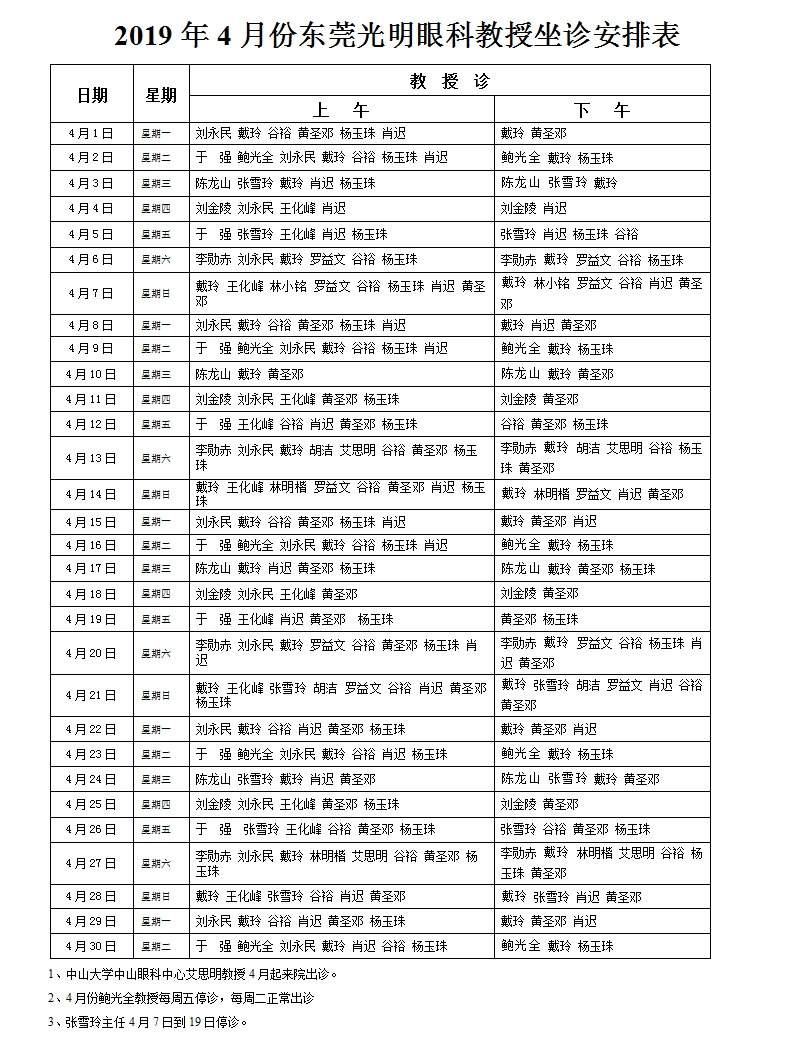 2019 年 4 月份东莞光明眼科教授坐诊安排表
日期 星期 教 授 诊
上 午 下 午
4月1日 星期一 刘永民 戴玲 谷裕 黄圣邓 杨玉珠 肖迟 戴玲 黄圣邓
4月2日 星期二 于 强 鲍光全 刘永民 戴玲 谷裕 杨玉珠 肖迟 鲍光全 戴玲 杨玉珠
4月3日 星期三 陈龙山 张雪玲 戴玲 肖迟 杨玉珠 陈龙山 张雪玲 戴玲
4月4日 星期四 刘金陵 刘永民 王化峰 肖迟 刘金陵 肖迟
4月5日 星期五 于 强 张雪玲 王化峰 肖迟 杨玉珠 张雪玲 肖迟 杨玉珠 谷裕
4月6日 星期六 李勋赤 刘永民 戴玲 罗益文 谷裕 杨玉珠 李勋赤 戴玲 罗益文 谷裕 杨玉珠
4月7日 星期日 戴玲 王化峰 林小铭 罗益文 谷裕 杨玉珠 肖迟 黄圣 戴玲 林小铭 罗益文 谷裕 肖迟 黄圣
邓 邓
4月8日 星期一 刘永民 戴玲 谷裕 黄圣邓 杨玉珠 肖迟 戴玲 肖迟 黄圣邓
4月9日 星期二 于 强 鲍光全 刘永民 戴玲 谷裕 杨玉珠 肖迟 鲍光全 戴玲 杨玉珠
4月10日 星期三 陈龙山 戴玲 黄圣邓 陈龙山 戴玲 黄圣邓
4月11日 星期四 刘金陵 刘永民 王化峰 黄圣邓 杨玉珠 刘金陵 黄圣邓
4月12日 星期五 于 强 王化峰 谷裕 肖迟 黄圣邓 杨玉珠 谷裕 黄圣邓 杨玉珠
4月13日 星期六 李勋赤 刘永民 戴玲 胡洁 艾思明 谷裕 黄圣邓 杨玉 李勋赤 戴玲 胡洁 艾思明 谷裕 杨玉
珠 珠 黄圣邓
4月14日 星期日 戴玲 王化峰 林明楷 罗益文 谷裕 黄圣邓 肖迟 杨玉 戴玲 林明楷 罗益文 肖迟 黄圣邓
珠
4月15日 星期一 刘永民 戴玲 谷裕 黄圣邓 杨玉珠 肖迟 戴玲 黄圣邓 肖迟
4月16日 星期二 于 强 鲍光全 刘永民 戴玲 谷裕 杨玉珠 肖迟 鲍光全 戴玲 杨玉珠
4月17日 星期三 陈龙山 戴玲 肖迟 黄圣邓 杨玉珠 陈龙山 戴玲 黄圣邓 杨玉珠
4月18日 星期四 刘金陵 刘永民 王化峰 黄圣邓 刘金陵 黄圣邓
4月19日 星期五 于 强 王化峰 肖迟 黄圣邓 杨玉珠 黄圣邓 杨玉珠
4月20日 星期六 李勋赤 刘永民 戴玲 罗益文 谷裕 黄圣邓 杨玉珠 肖 李勋赤 戴玲 罗益文 谷裕 杨玉珠 肖
迟 迟 黄圣邓
4月21日 星期日 戴玲 王化峰 张雪玲 胡洁 罗益文 谷裕 肖迟 黄圣邓 戴玲 张雪玲 胡洁 罗益文 肖迟 谷裕
杨玉珠 黄圣邓
4月22日 星期一 刘永民 戴玲 谷裕 肖迟 黄圣邓 杨玉珠 戴玲 黄圣邓 肖迟
4月23日 星期二 于 强 鲍光全 刘永民 戴玲 谷裕 肖迟 杨玉珠 鲍光全 戴玲 杨玉珠
4月24日 星期三 陈龙山 张雪玲 戴玲 肖迟 黄圣邓 陈龙山 张雪玲 戴玲 黄圣邓
4月25日 星期四 刘金陵 刘永民 王化峰 黄圣邓 杨玉珠 刘金陵 黄圣邓
4月26日 星期五 于 强 张雪玲 王化峰 谷裕 黄圣邓 杨玉珠 张雪玲 谷裕 黄圣邓 杨玉珠
4月27日 星期六 李勋赤 刘永民 戴玲 林明楷 艾思明 谷裕 黄圣邓 杨 李勋赤 戴玲 林明楷 艾思明 谷裕 杨
玉珠 玉珠 黄圣邓
4月28日 星期日 戴玲 王化峰 张雪玲 谷裕 肖迟 黄圣邓 戴玲 张雪玲 肖迟 黄圣邓
4月29日 星期一 刘永民 戴玲 谷裕 肖迟 黄圣邓 杨玉珠 戴玲 黄圣邓 肖迟
4月30日 星期二 于 强 鲍光全 刘永民 戴玲 肖迟 谷裕 杨玉珠 鲍光全 戴玲 杨玉珠
1、中山大学中山眼科中心艾思明教授 4 月起来院出诊。
2、4 月份鲍光全教授每周五停诊，每周二正常出诊
3、张雪玲主任 4 月 7 日到 19 日停诊。